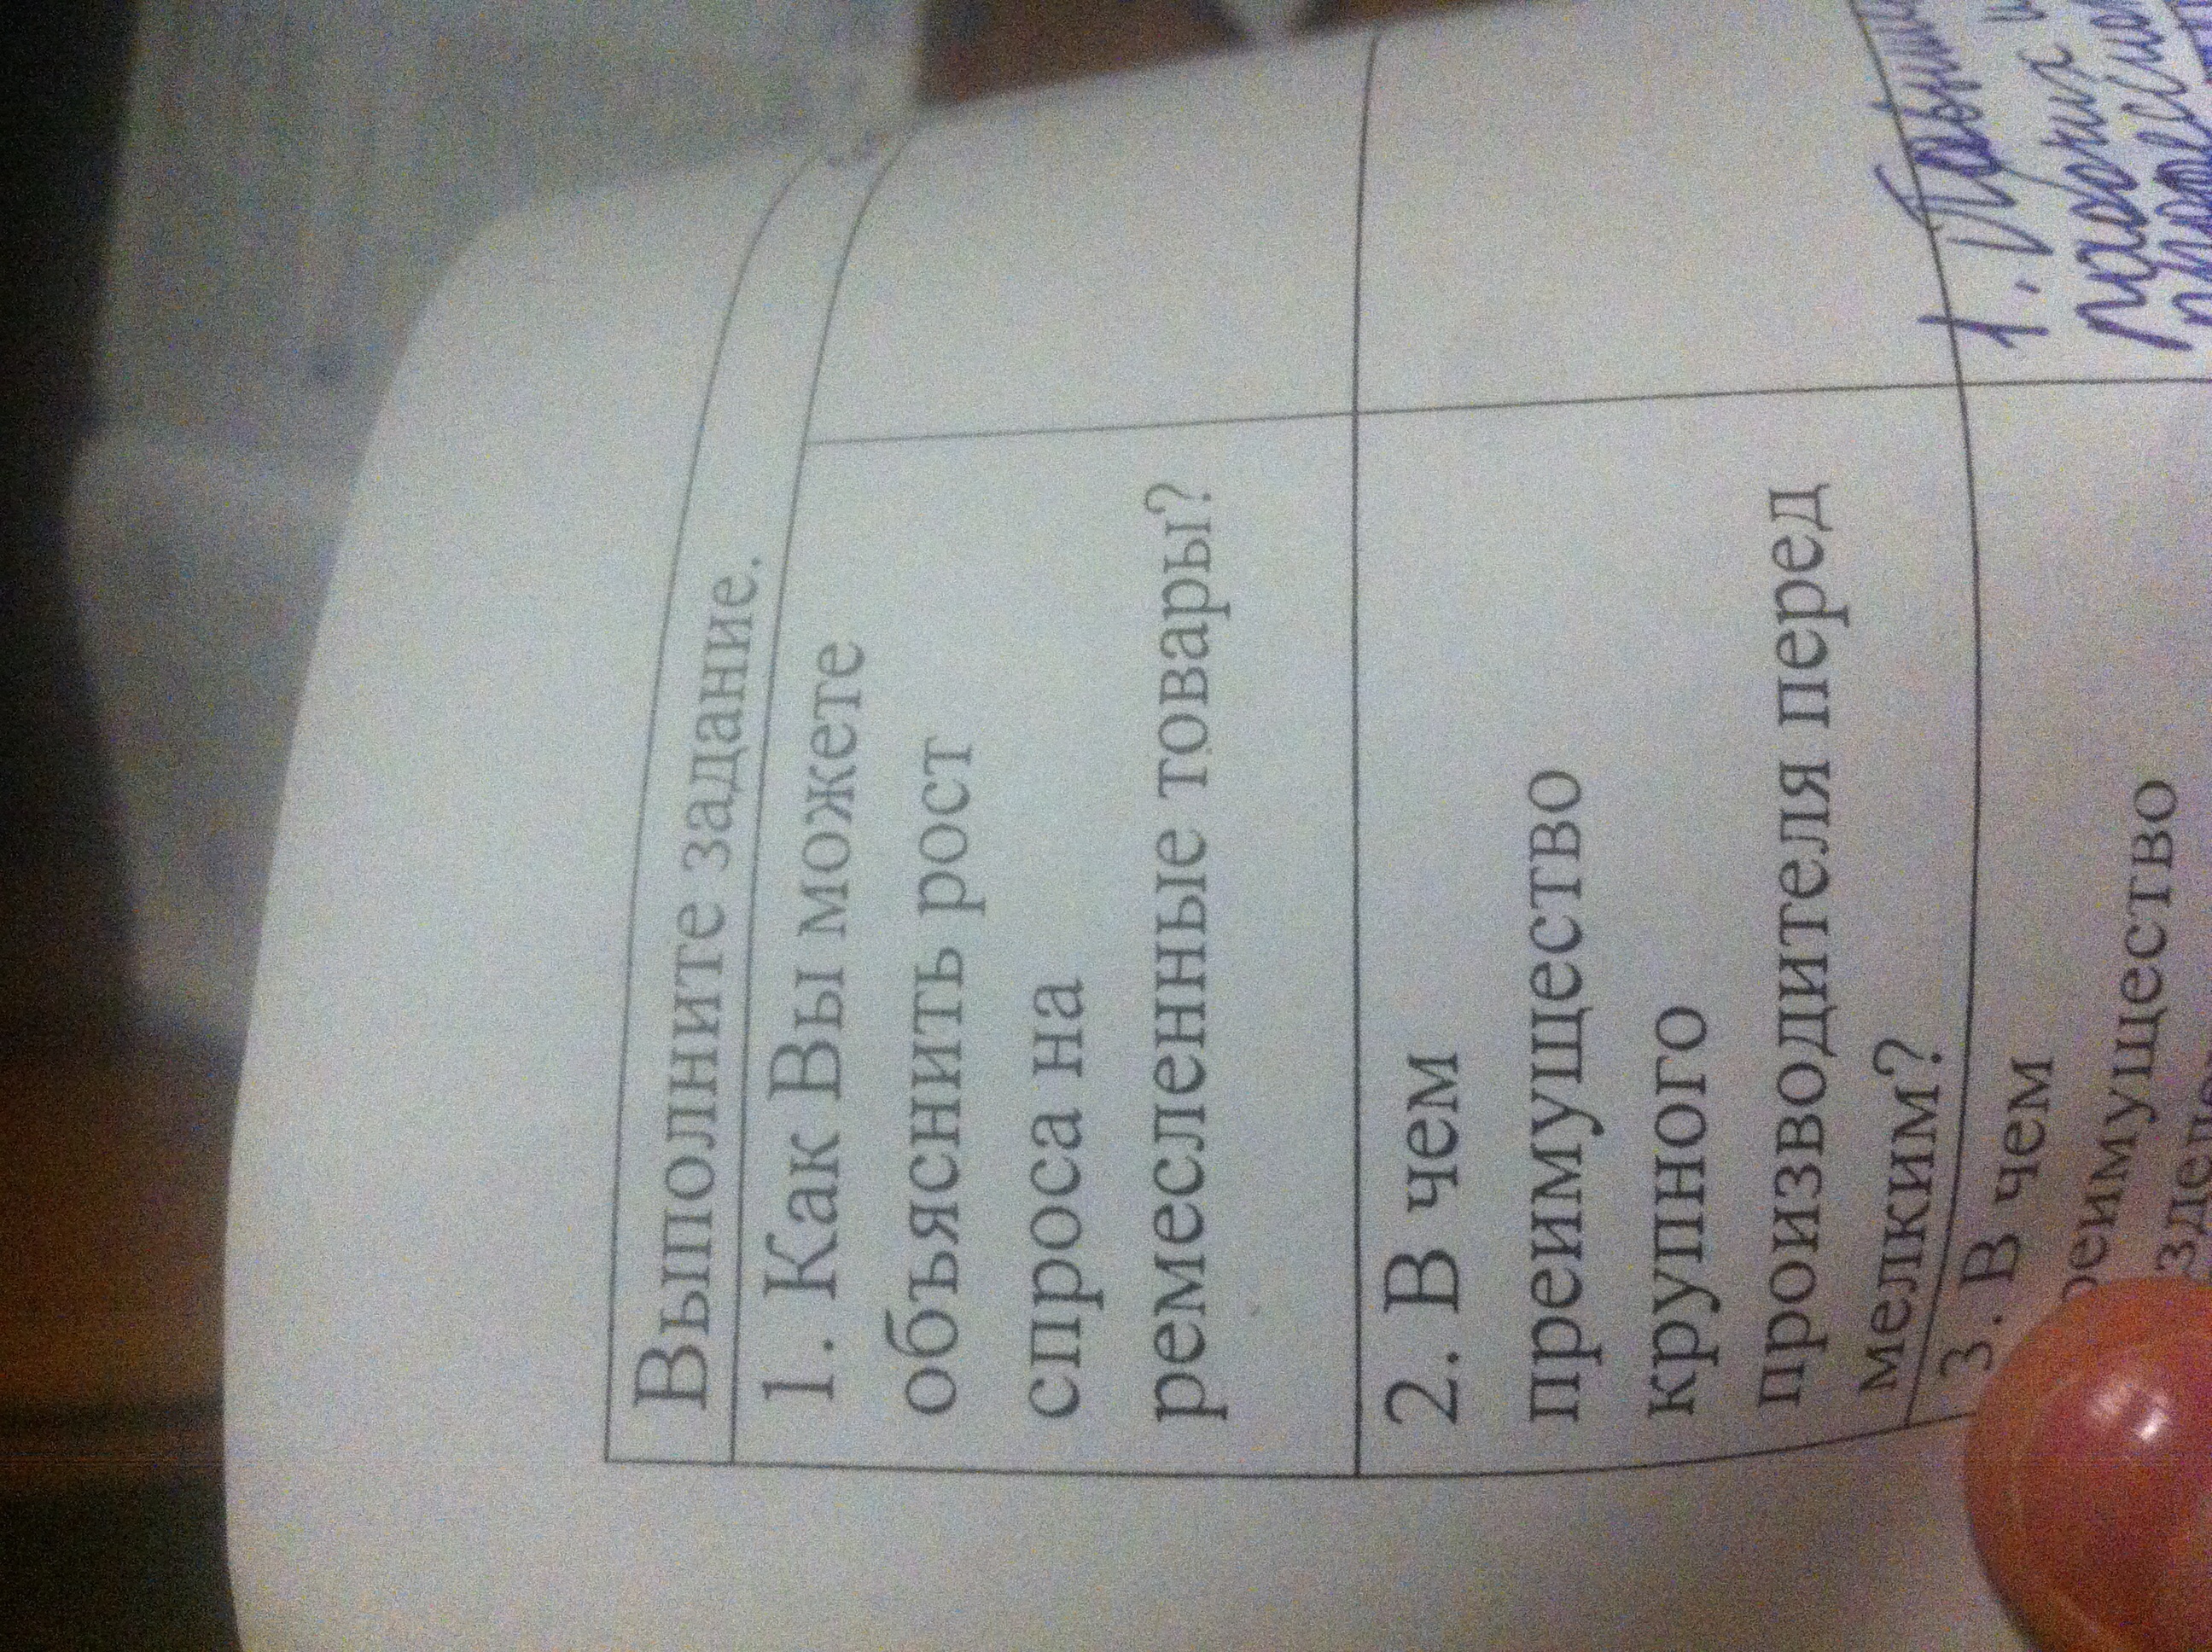 Выполните задание.
1. Как Вы можете
объяснить рост
спроса на
ремесленные товары?
2. В чем
преимущество
крупного
производителя перед
мелким?
3. В чем
реимущество
1.